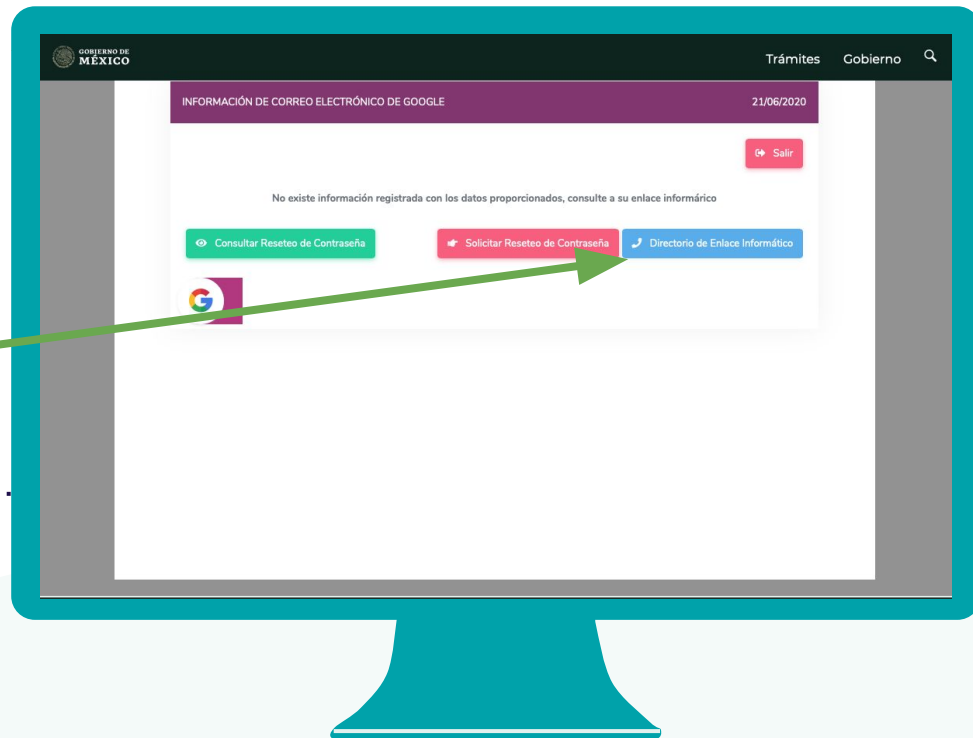 GOBIERNO DE
MÉXICO
Trámites Gobierno
INFORMACIÓN DE CORREO ELECTRÓNICO DE GOOGLE 21/06/2020
Salir
No existe información registrada con los datos proporcionados, consulte a su enlace informárico
Consultar Reseteo de Contraseña Solicitar Reseteo de Contraseña Directorio de Enlace Informático
G
.